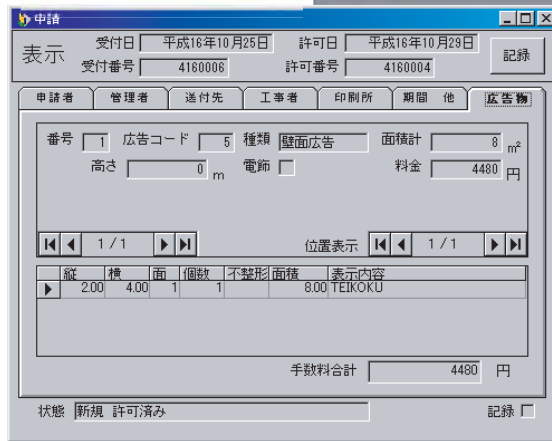 申請
表示 受付日 平成16年10月25日 許可日 平成16年10月29日 記録
受付番号 4160006 許可番号 4160004
申請者 管理者 送付先 工事者 印刷所 期間 他 広告物
番号 1 広告コード 5 種類 壁面広告 面積計 8 m²
高さ 0 m 電飾 料金 4480 円
1/1 位置表示 1/1
縦 横 面 個数 不整形 面積 表示内容
2.00 4.00 1 1 8.00 TEIKOKU
手数料合計 4480 円
状態 新規 許可済み 記録